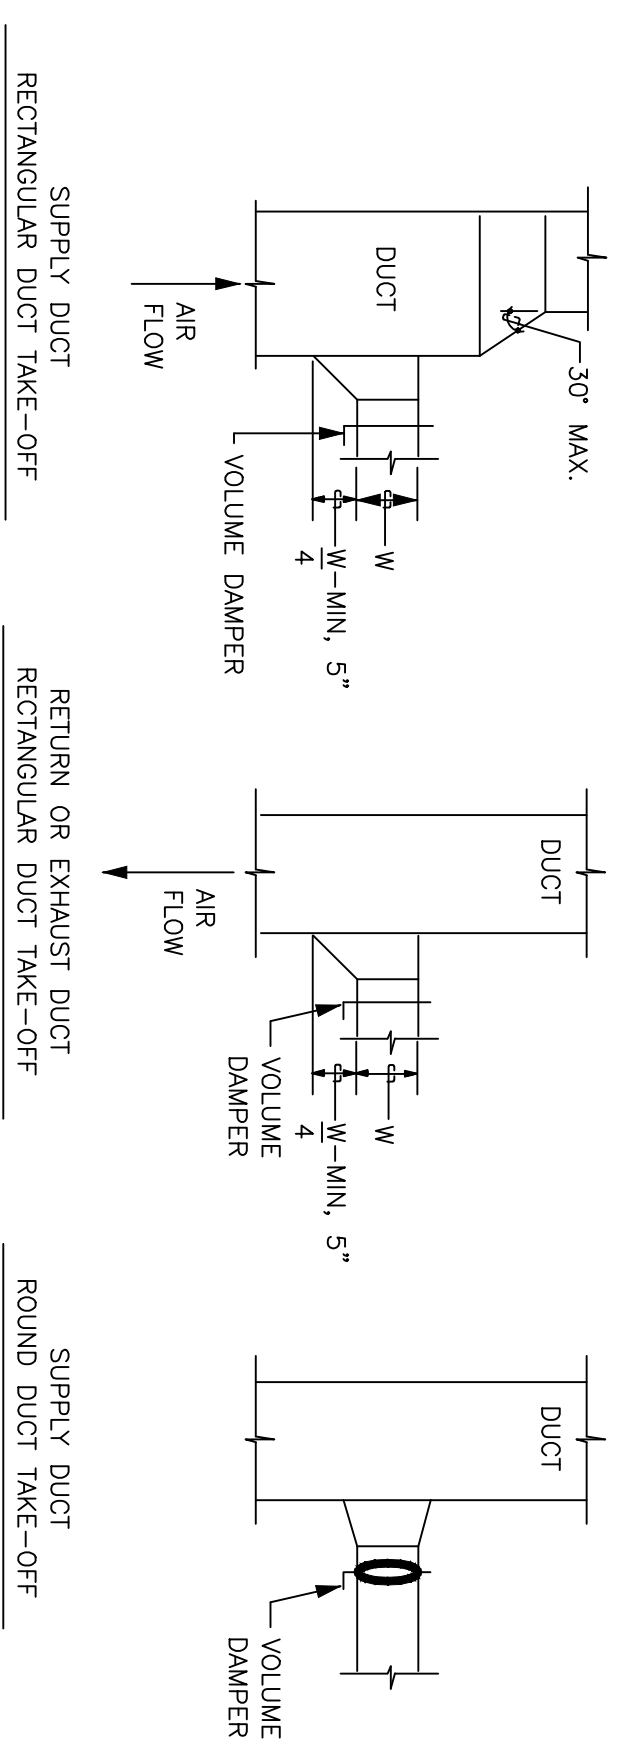 30° MAX.
DUCT
W
W-MIN, 5"
4
VOLUME DAMPER
AIR
FLOW
SUPPLY DUCT
RECTANGULAR DUCT TAKE-OFF
DUCT
W
W-MIN, 5"
4
VOLUME
DAMPER
AIR
FLOW
RETURN OR EXHAUST DUCT
RECTANGULAR DUCT TAKE-OFF
DUCT
VOLUME
DAMPER
SUPPLY DUCT
ROUND DUCT TAKE-OFF